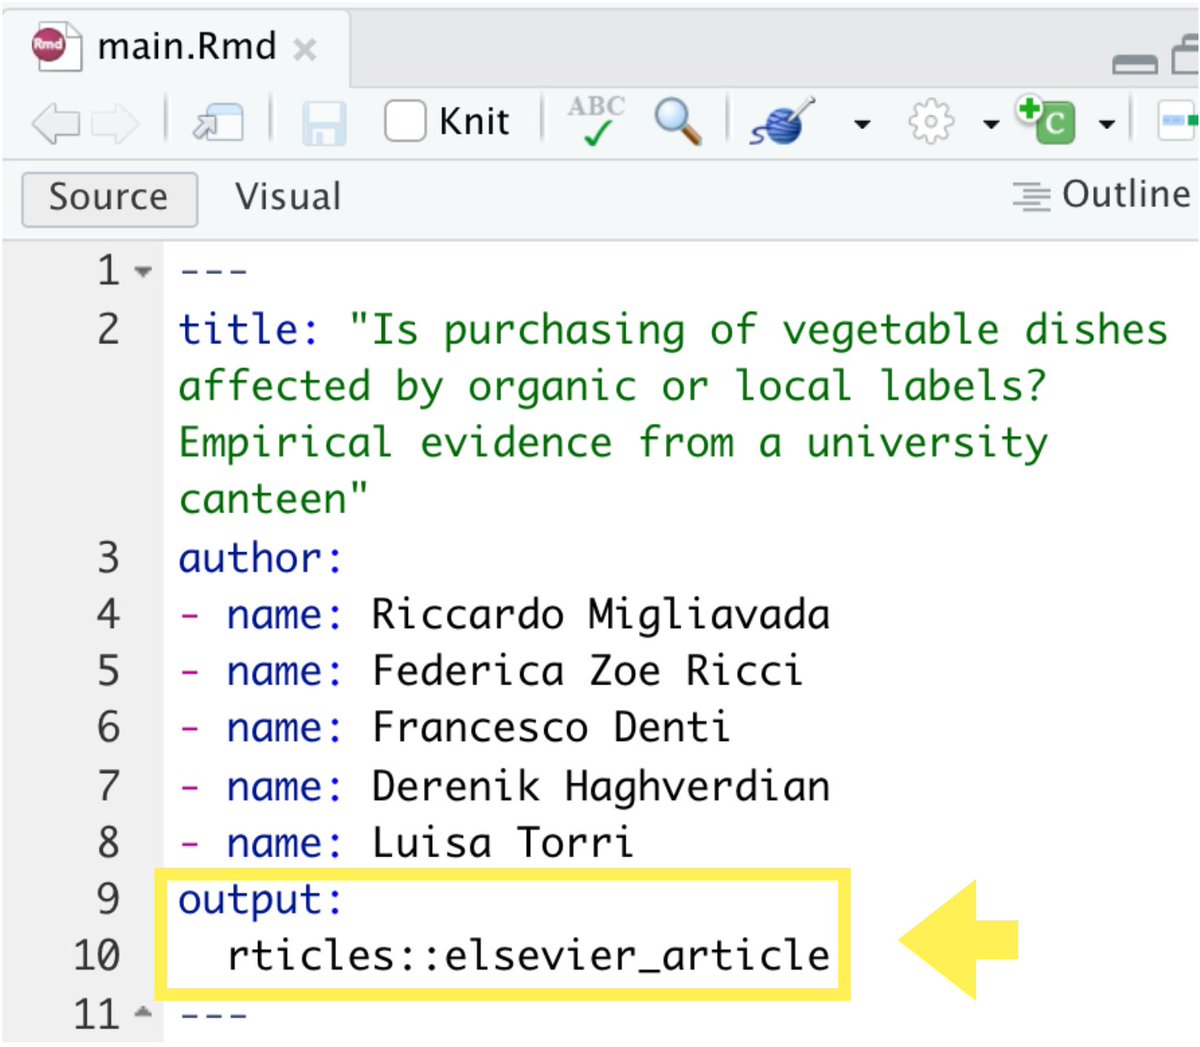 Rmd main.Rmd
Knit ABC C
Source Visual Outline
1 ---
2 title: "Is purchasing of vegetable dishes
affected by organic or local labels?
Empirical evidence from a university
canteen"
3 author:
4 - name: Riccardo Migliavada
5 - name: Federica Zoe Ricci
6 - name: Francesco Denti
7 - name: Derenik Haghverdian
8 - name: Luisa Torri
9 output:
10 rticles::elsevier_article
11 ---